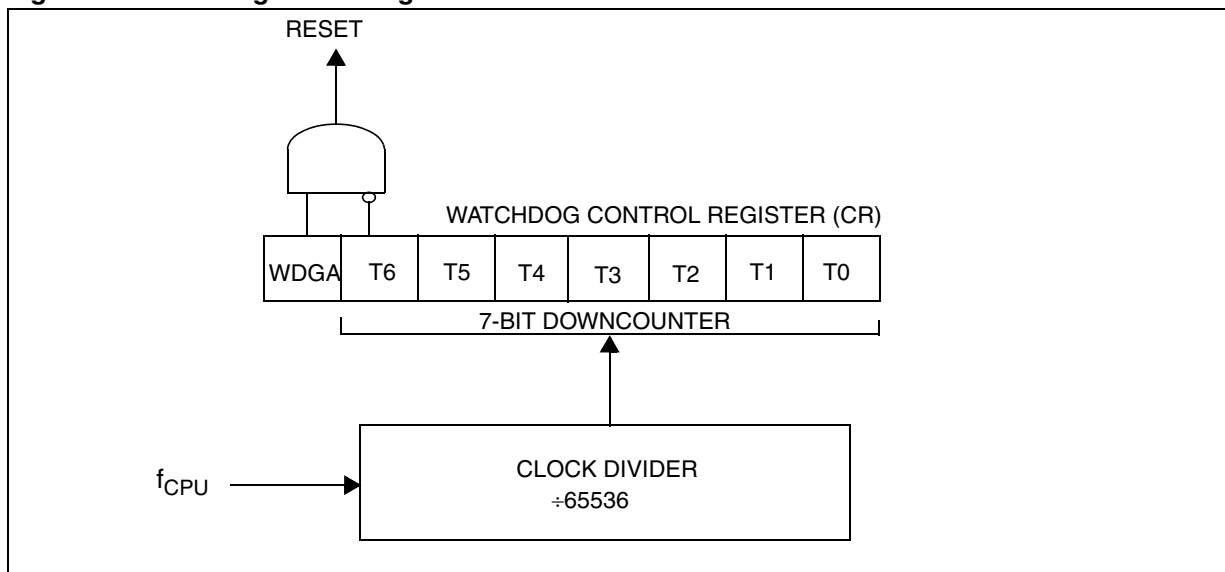 RESET
WATCHDOG CONTROL REGISTER (CR)
WDGA T6 T5 T4 T3 T2 T1 T0
7-BIT DOWNCOUNTER
fCPU
CLOCK DIVIDER
÷65536